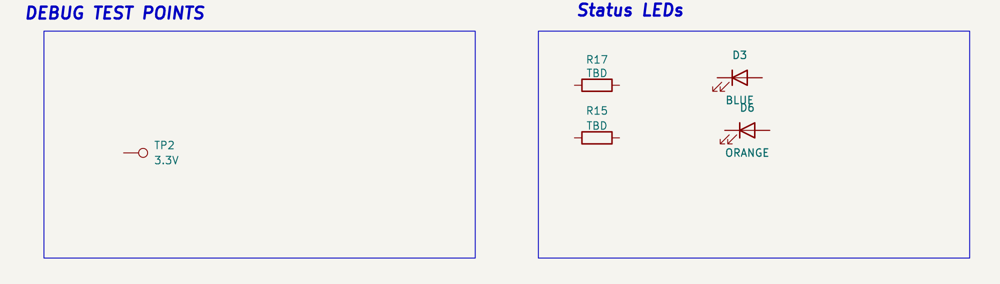 DEBUG TEST POINTS
TP2
3.3V
Status LEDs
R17
TBD
R15
TBD
D3
BLUE
D6
ORANGE